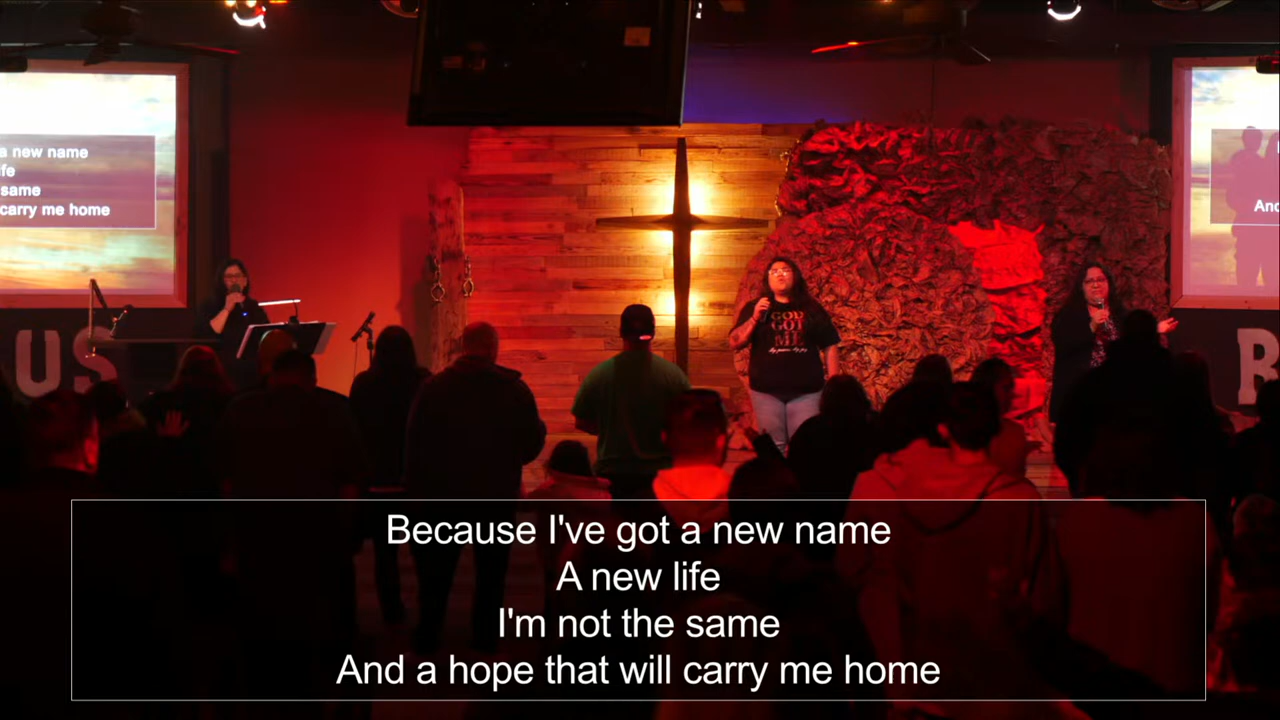 a new name
ife
same
carry me home
And
US
GOD
GOT
ME
B
Because I've got a new name
A new life
I'm not the same
And a hope that will carry me home